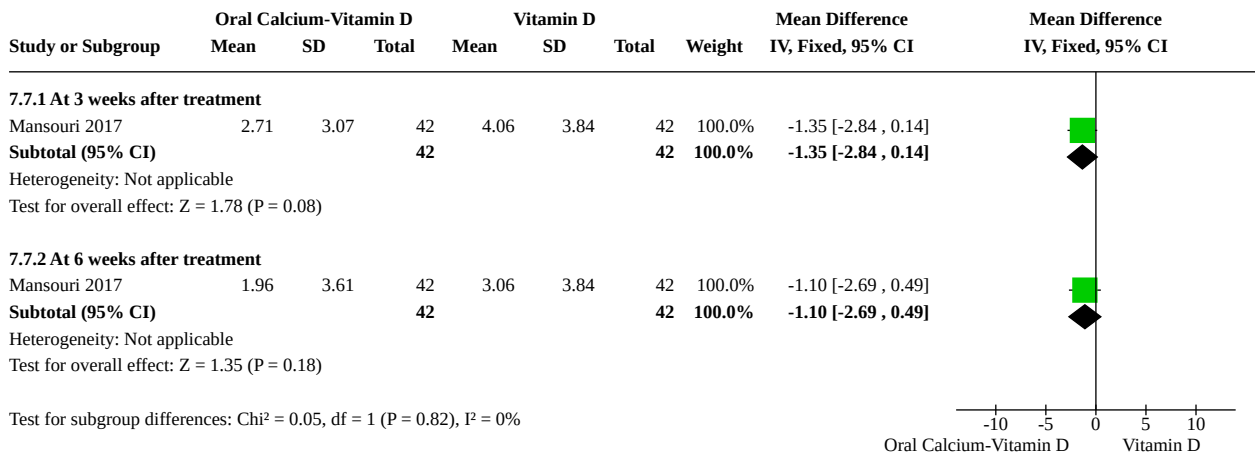 Oral Calcium-Vitamin D Vitamin D Mean Difference Mean Difference
Study or Subgroup Mean SD Total Mean SD Total Weight IV, Fixed, 95% CI IV, Fixed, 95% CI
7.7.1 At 3 weeks after treatment
Mansouri 2017 2.71 3.07 42 4.06 3.84 42 100.0% -1.35 [-2.84 , 0.14]
Subtotal (95% CI) 42 42 100.0% -1.35 [-2.84 , 0.14]
Heterogeneity: Not applicable
Test for overall effect: Z = 1.78 (P = 0.08)
7.7.2 At 6 weeks after treatment
Mansouri 2017 1.96 3.61 42 3.06 3.84 42 100.0% -1.10 [-2.69 , 0.49]
Subtotal (95% CI) 42 42 100.0% -1.10 [-2.69 , 0.49]
Heterogeneity: Not applicable
Test for overall effect: Z = 1.35 (P = 0.18)
Test for subgroup differences: Chi² = 0.05, df = 1 (P = 0.82), I² = 0%
-10 -5 0 5 10
Oral Calcium-Vitamin D Vitamin D